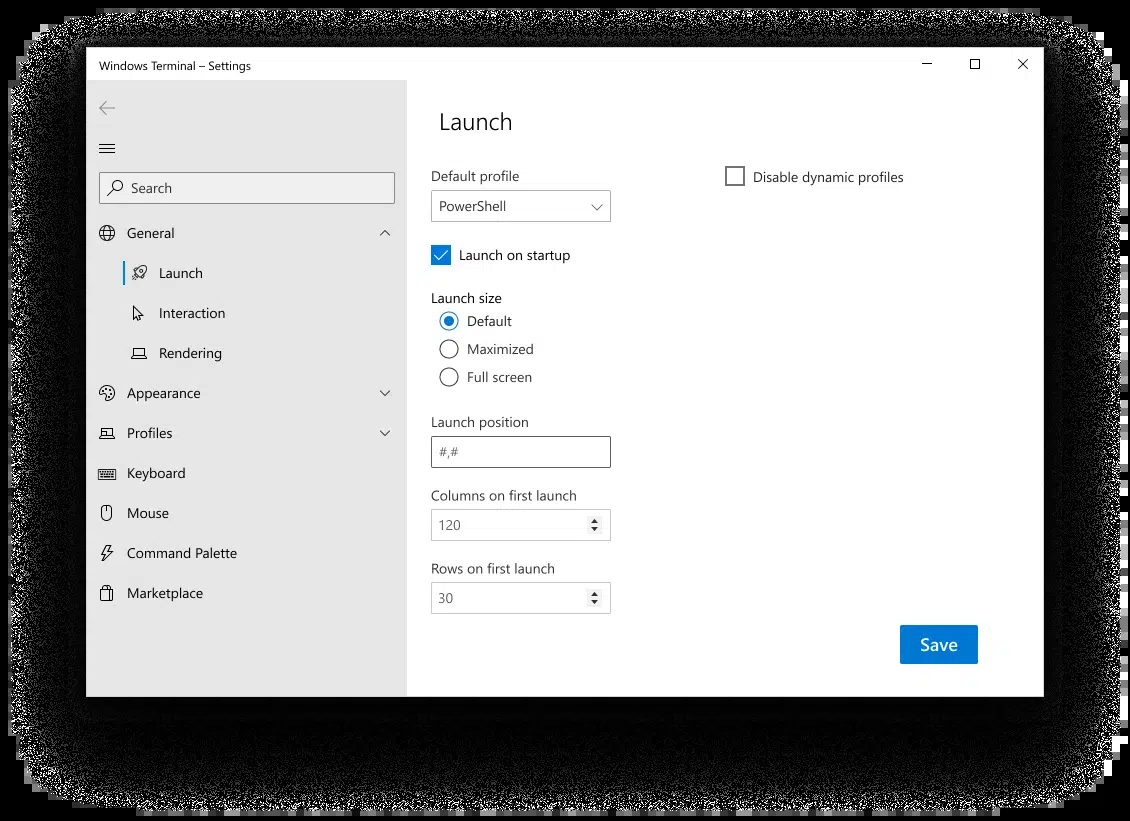 Windows Terminal – Settings
Search
General
Launch
Interaction
Rendering
Appearance
Profiles
Keyboard
Mouse
Command Palette
Marketplace
Launch
Default profile
PowerShell
Disable dynamic profiles
Launch on startup
Launch size
Default
Maximized
Full screen
Launch position
#,#
Columns on first launch
120
Rows on first launch
30
Save